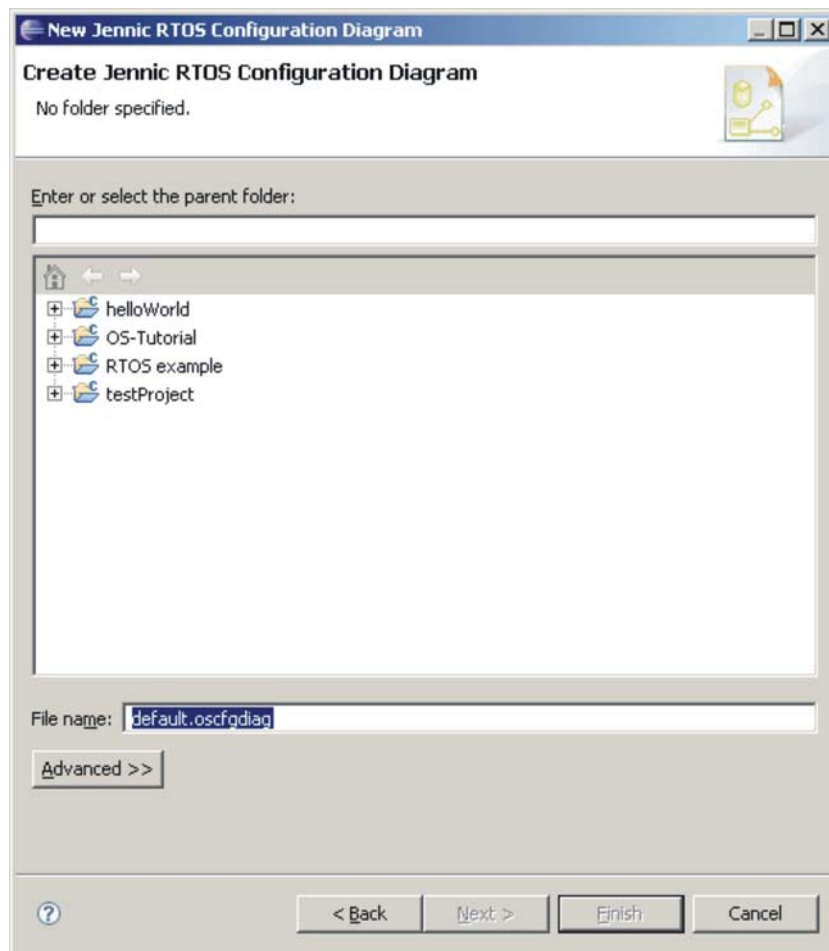 New Jennic RTOS Configuration Diagram
Create Jennic RTOS Configuration Diagram
No folder specified.
Enter or select the parent folder:
helloWorld
OS-Tutorial
RTOS example
testProject
File name: default.oscfgdiag
Advanced >>
< Back Next > Finish Cancel